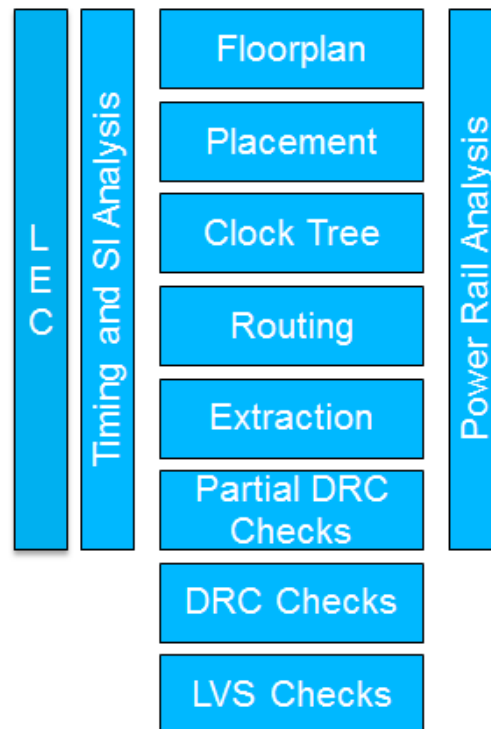 L
E
C
Timing and SI Analysis
Floorplan
Placement
Clock Tree
Routing
Extraction
Partial DRC
Checks
DRC Checks
LVS Checks
Power Rail Analysis